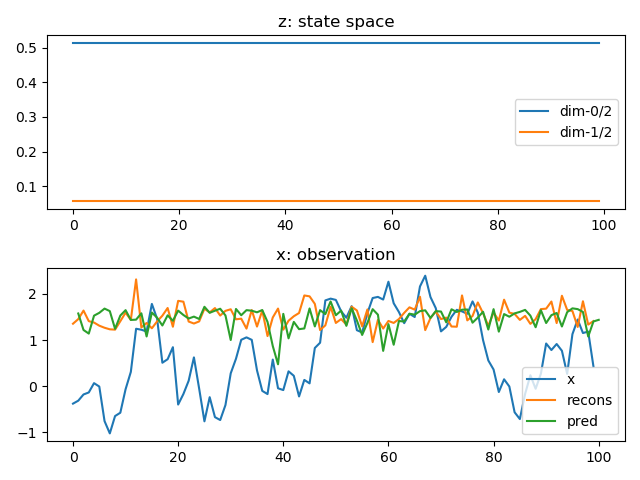 z: state space
0.5
0.4
0.3
0.2
0.1
dim-0/2
dim-1/2
0 20 40 60 80 100
x: observation
2
1
0
−1
x
recons
pred
0 20 40 60 80 100